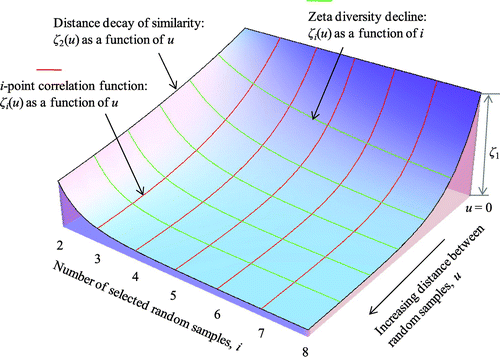 Distance decay of similarity:
ζ2(u) as a function of u
Zeta diversity decline:
ζi(u) as a function of i
i-point correlation function:
ζi(u) as a function of u
ζ1
u = 0
2
3
4
5
6
7
8
Number of selected random samples, i
Increasing distance between
random samples, u